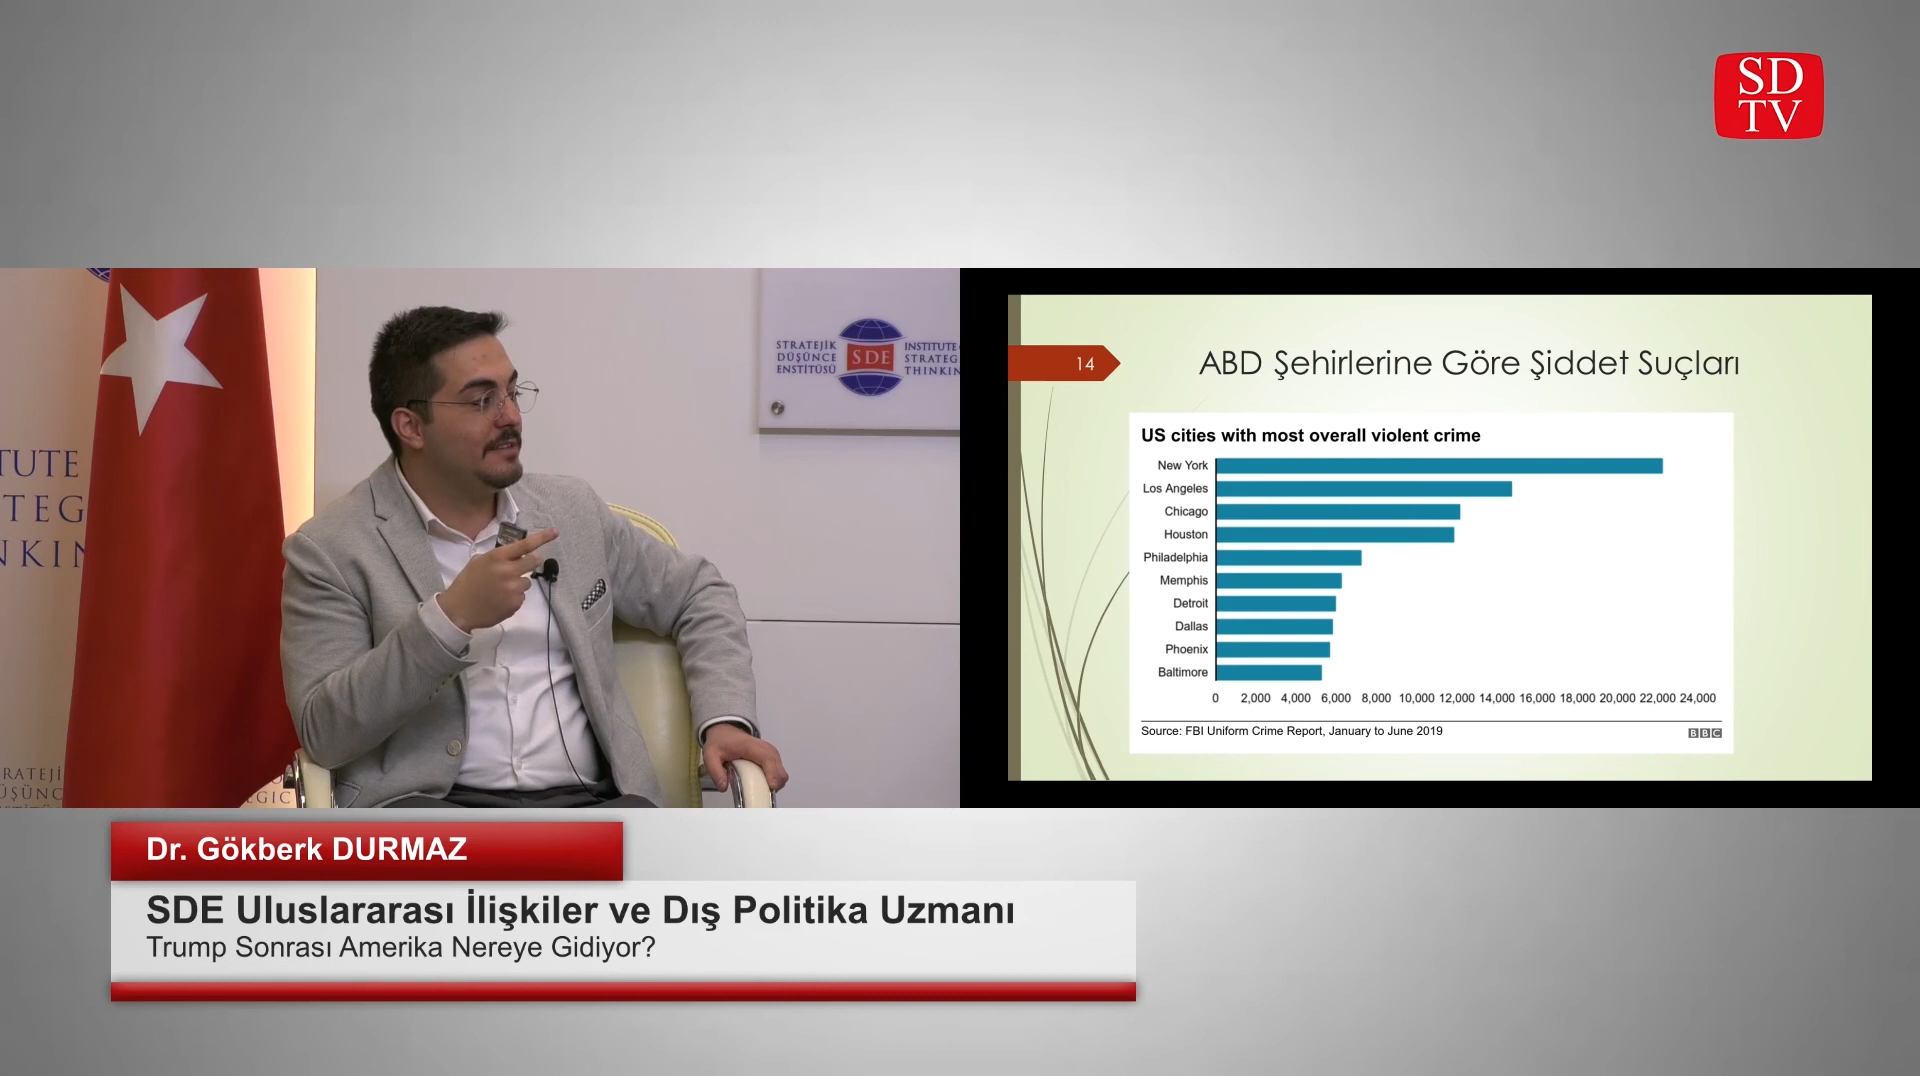 SD
TV
STRATEJİK
DÜŞÜNCE
ENSTİTÜSÜ
SDE
INSTITUTE
STRATEG
THINKIN
TUTE
TEG
NKIN
RATEJİ
ÜŞÜNC
EGIC
14
ABD Şehirlerine Göre Şiddet Suçları
US cities with most overall violent crime
New York
Los Angeles
Chicago
Houston
Philadelphia
Memphis
Detroit
Dallas
Phoenix
Baltimore
0 2,000 4,000 6,000 8,000 10,000 12,000 14,000 16,000 18,000 20,000 22,000 24,000
Source: FBI Uniform Crime Report, January to June 2019
BBC
Dr. Gökberk DURMAZ
SDE Uluslararası İlişkiler ve Dış Politika Uzmanı
Trump Sonrası Amerika Nereye Gidiyor?